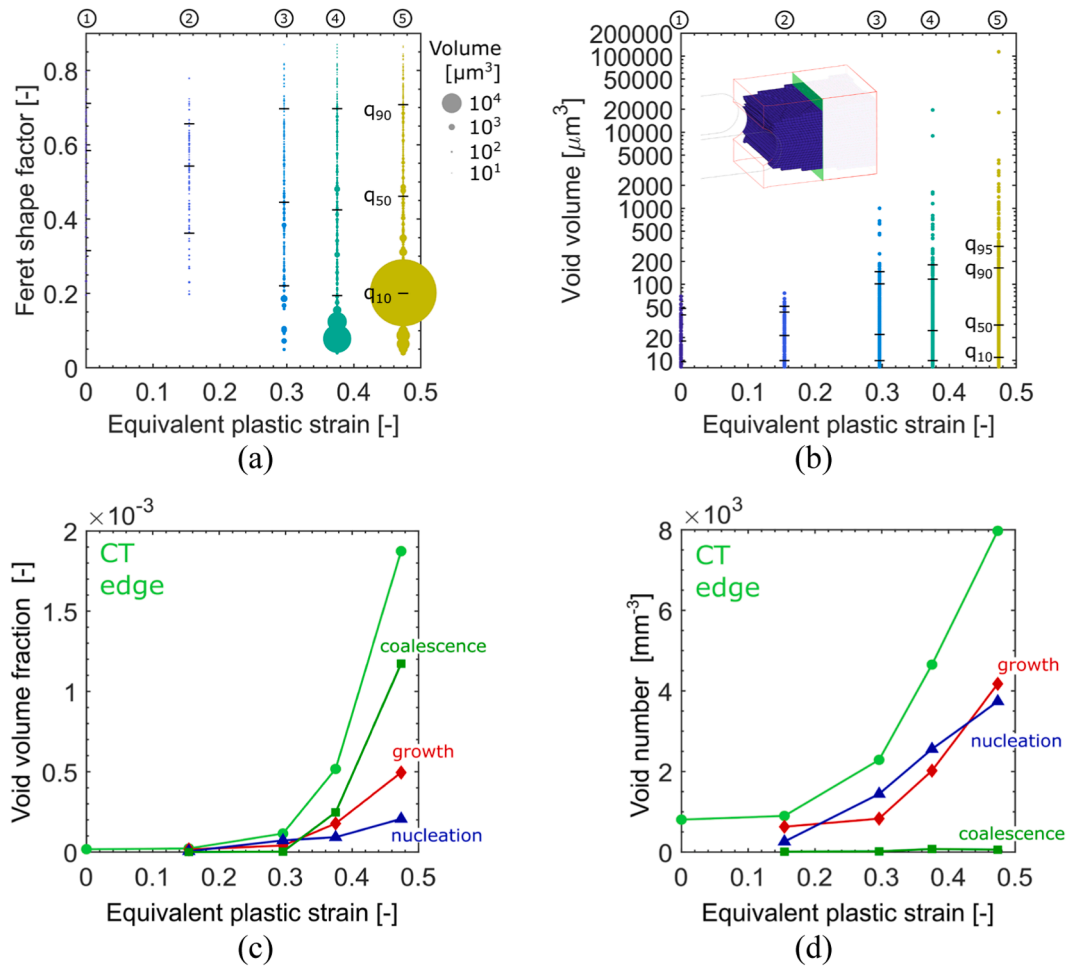 ① ② ③ ④ ⑤
Feret shape factor [-]
0.8
0.6
0.4
0.2
0
q90
q50
q10
Volume
[µm³]
10⁴
10³
10²
10¹
0 0.1 0.2 0.3 0.4 0.5
Equivalent plastic strain [-]
(a)
① ② ③ ④ ⑤
Void volume [µm³]
200000
100000
50000
20000
10000
5000
2000
1000
500
200
100
50
20
10
q95
q90
q50
q10
0 0.1 0.2 0.3 0.4 0.5
Equivalent plastic strain [-]
(b)
×10⁻³
Void volume fraction [-]
2
1.5
1
0.5
0
CT
edge
coalescence
growth
nucleation
0 0.1 0.2 0.3 0.4 0.5
Equivalent plastic strain [-]
(c)
×10³
Void number [mm⁻³]
8
6
4
2
0
CT
edge
growth
nucleation
coalescence
0 0.1 0.2 0.3 0.4 0.5
Equivalent plastic strain [-]
(d)